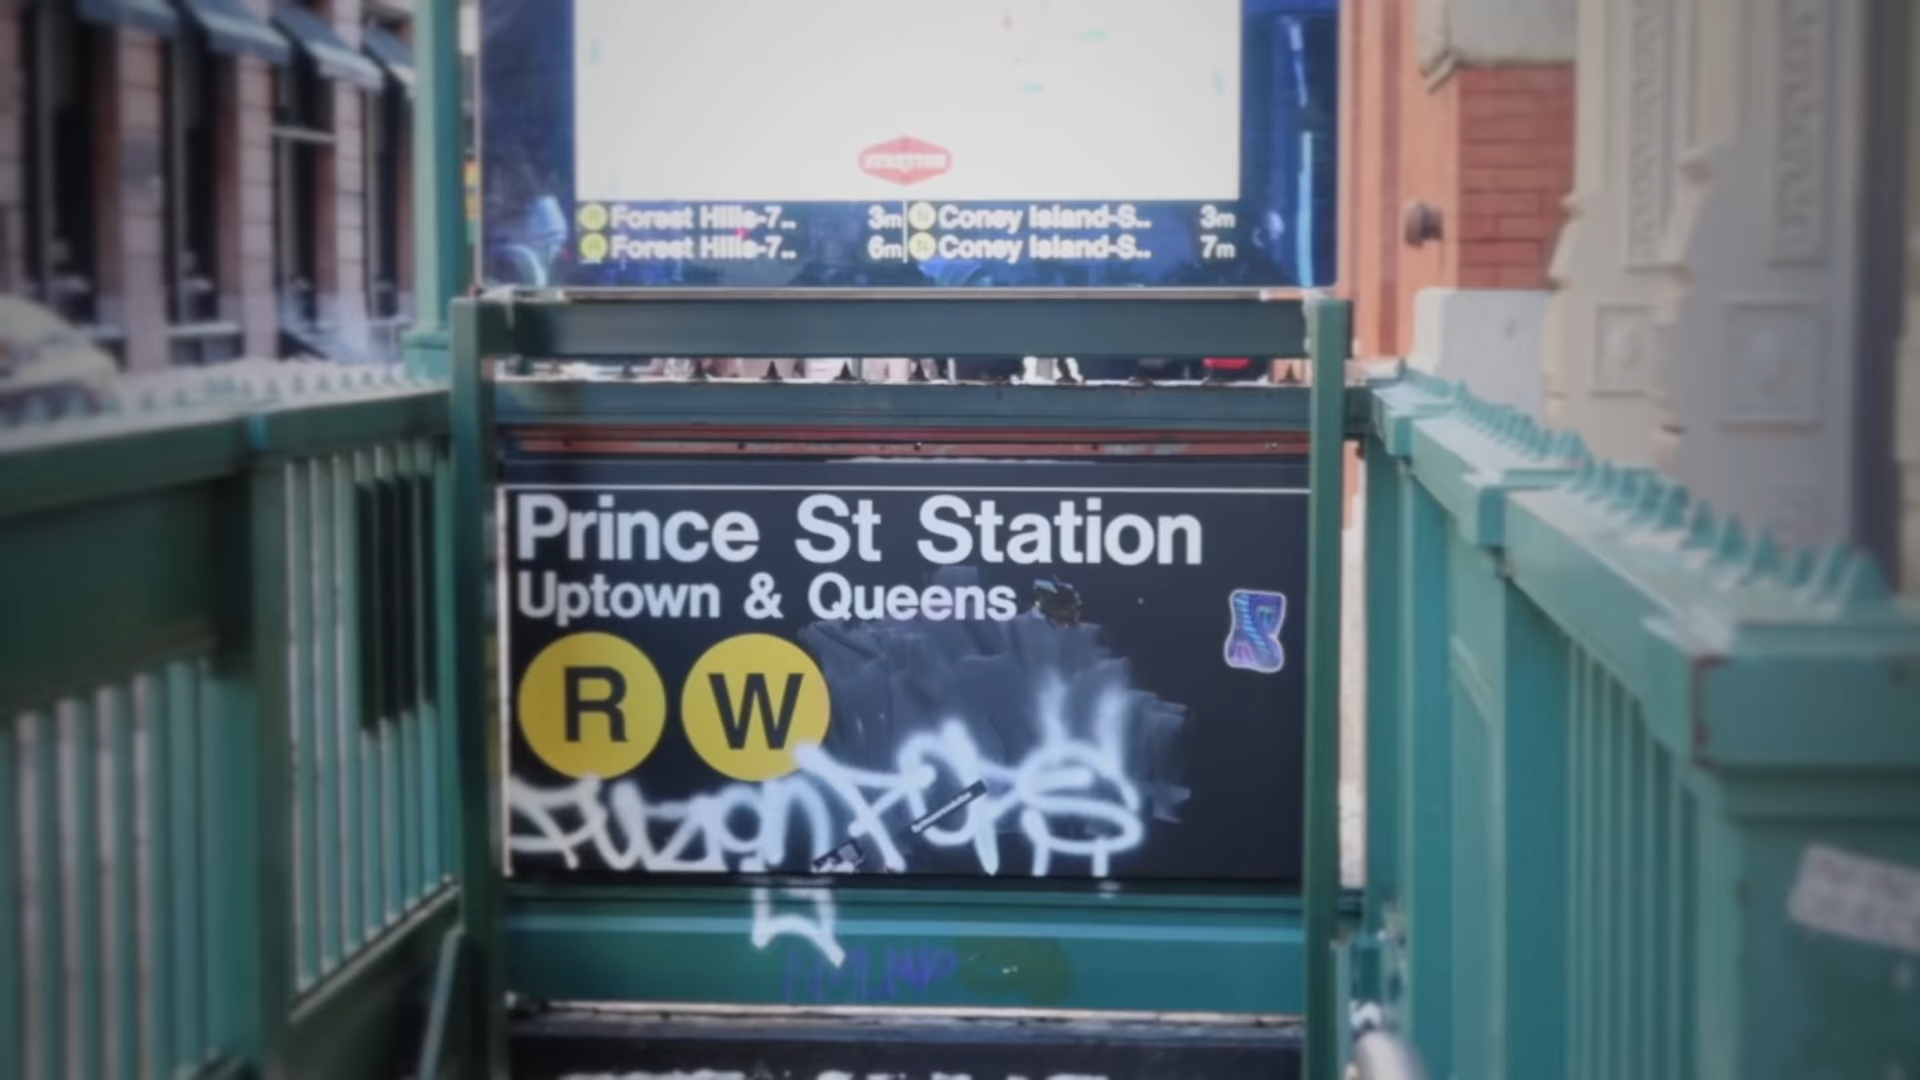 Forest Hills-7.. 3m Coney Island-S.. 3m
Forest Hills-7.. 6m Coney Island-S.. 7m
Prince St Station
Uptown & Queens
R W